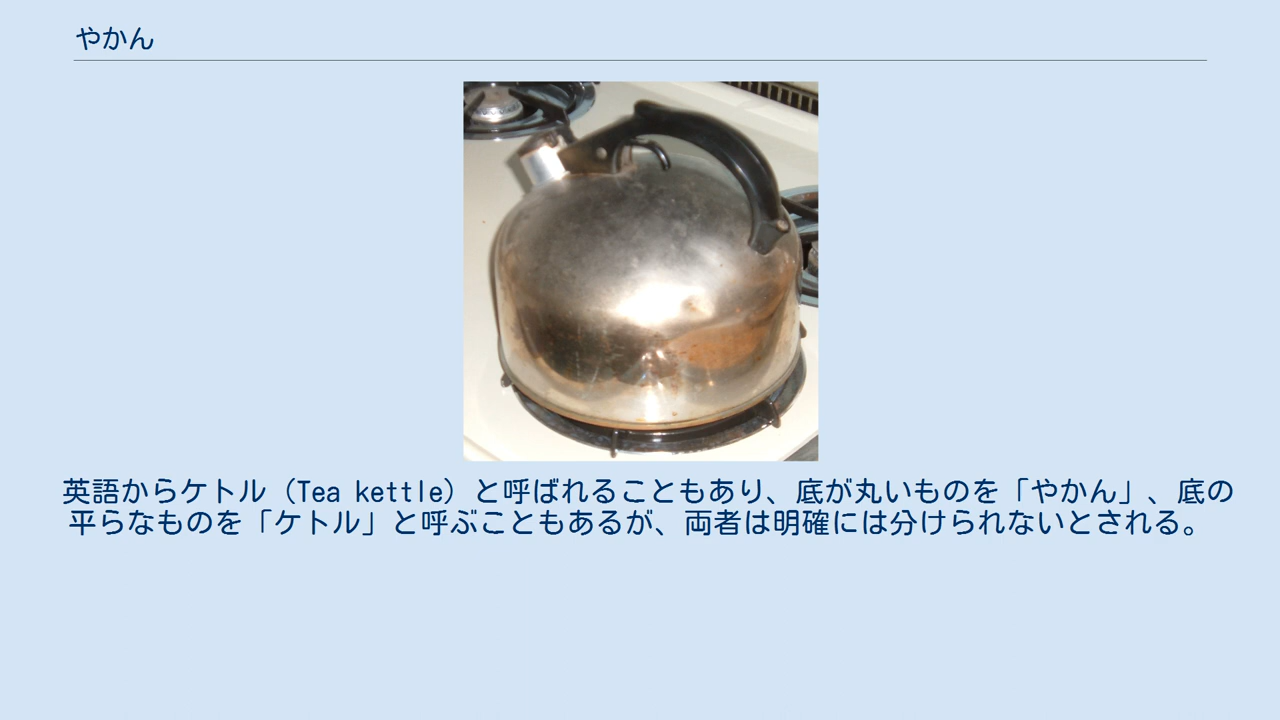 やかん
英語からケトル（Tea kettle）と呼ばれることもあり、底が丸いものを「やかん」、底の
平らなものを「ケトル」と呼ぶこともあるが、両者は明確には分けられないとされる。